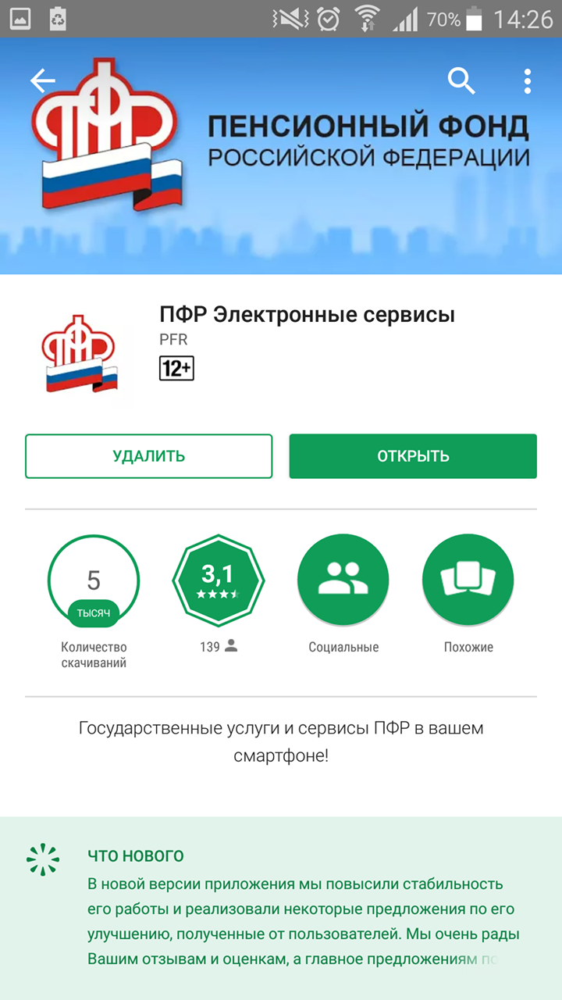 70% 14:26
ПФР
ПЕНСИОННЫЙ ФОНД
РОССИЙСКОЙ ФЕДЕРАЦИИ
ПФР
ПФР Электронные сервисы
PFR
12+
УДАЛИТЬ ОТКРЫТЬ
5 3,1
ТЫСЯЧ
Количество скачиваний 139 Социальные Похожие
Государственные услуги и сервисы ПФР в вашем
смартфоне!
ЧТО НОВОГО
В новой версии приложения мы повысили стабильность
его работы и реализовали некоторые предложения по его
улучшению, полученные от пользователей. Мы очень рады
Вашим отзывам и оценкам, а главное предложениям